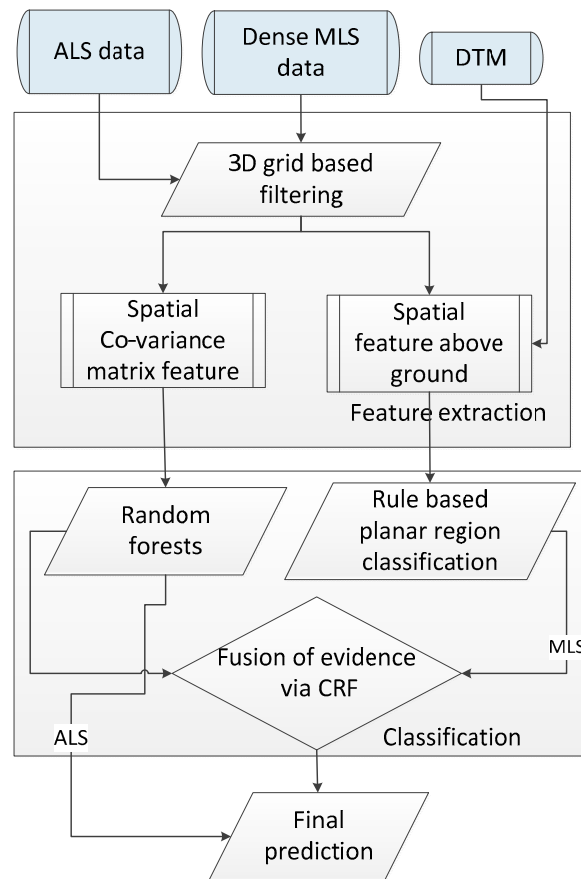 ALS data
Dense MLS
data
DTM
3D grid based
filtering
Spatial
Co-variance
matrix feature
Spatial
feature above
ground
Feature extraction
Random
forests
Rule based
planar region
classification
MLS
Fusion of evidence
via CRF
ALS
Classification
Final
prediction